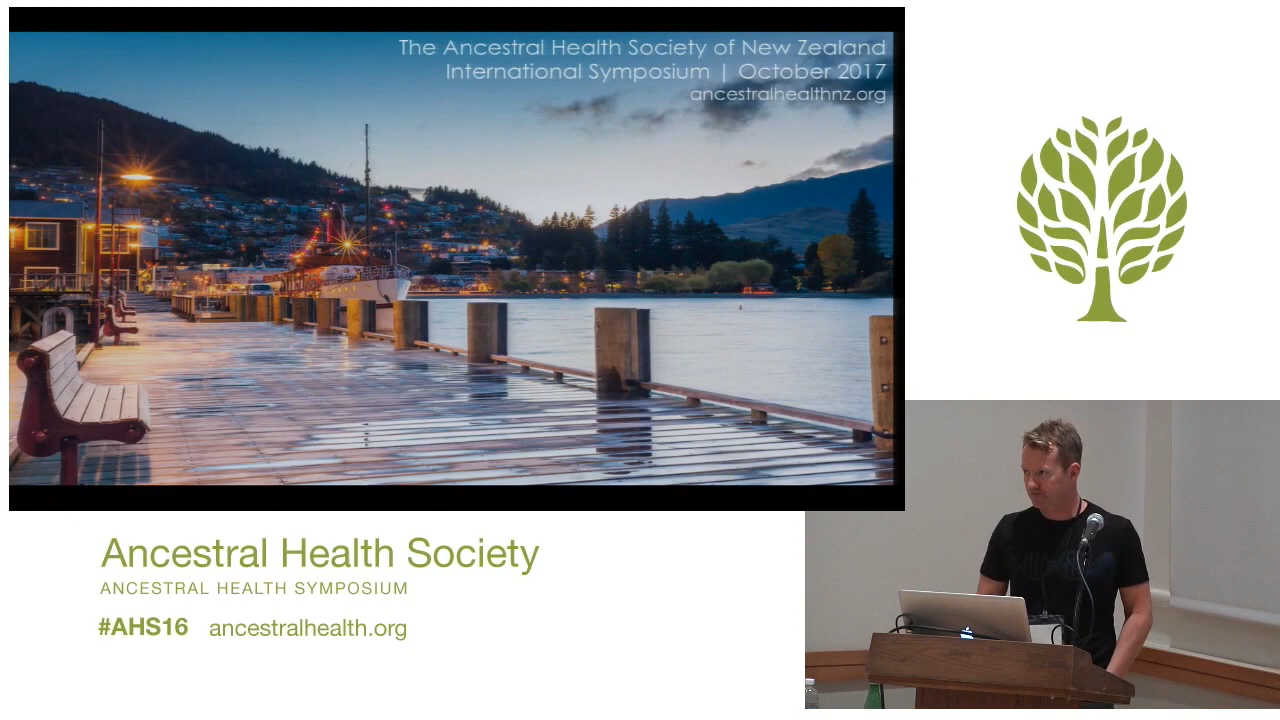 The Ancestral Health Society of New Zealand
International Symposium | October 2017
ancestralhealthnz.org
Ancestral Health Society
ANCESTRAL HEALTH SYMPOSIUM
#AHS16 ancestralhealth.org